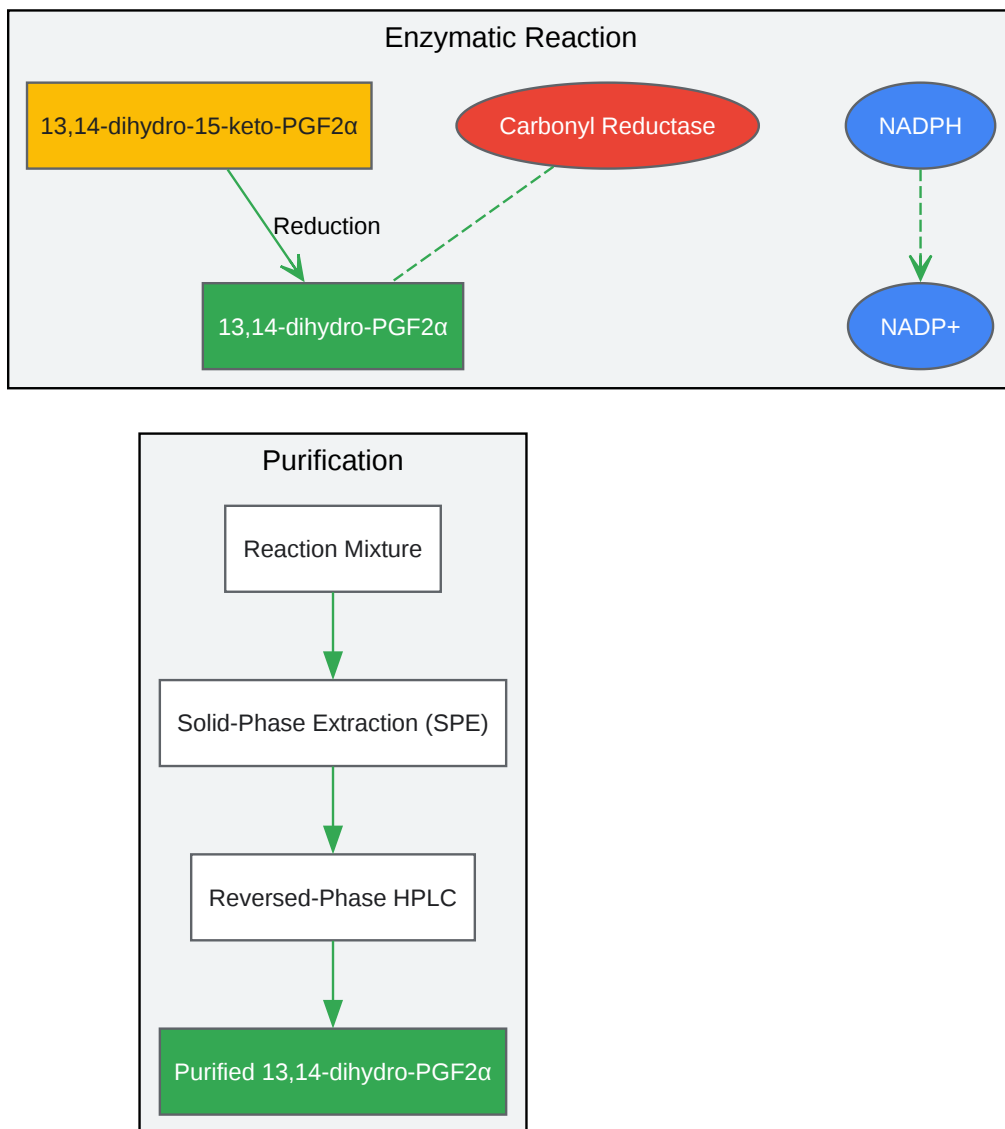 Enzymatic Reaction
13,14-dihydro-15-keto-PGF2α
Carbonyl Reductase
NADPH
Reduction
13,14-dihydro-PGF2α
NADP+
Purification
Reaction Mixture
Solid-Phase Extraction (SPE)
Reversed-Phase HPLC
Purified 13,14-dihydro-PGF2α